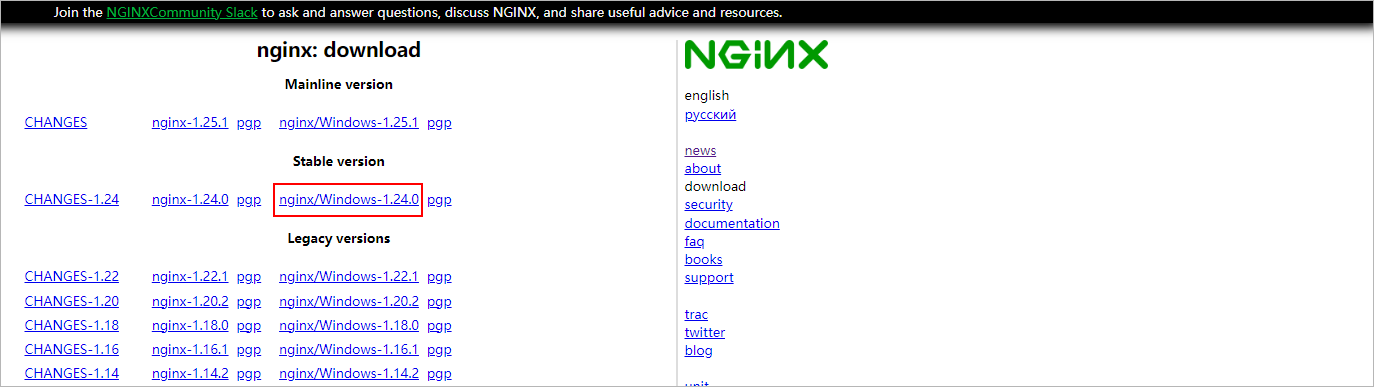 Join the NGINXCommunity Slack to ask and answer questions, discuss NGINX, and share useful advice and resources.
nginx: download
Mainline version
CHANGES nginx-1.25.1 pgp nginx/Windows-1.25.1 pgp
Stable version
CHANGES-1.24 nginx-1.24.0 pgp nginx/Windows-1.24.0 pgp
Legacy versions
CHANGES-1.22 nginx-1.22.1 pgp nginx/Windows-1.22.1 pgp
CHANGES-1.20 nginx-1.20.2 pgp nginx/Windows-1.20.2 pgp
CHANGES-1.18 nginx-1.18.0 pgp nginx/Windows-1.18.0 pgp
CHANGES-1.16 nginx-1.16.1 pgp nginx/Windows-1.16.1 pgp
CHANGES-1.14 nginx-1.14.2 pgp nginx/Windows-1.14.2 pgp
NGINX
english
русский
news
about
download
security
documentation
faq
books
support
trac
twitter
blog
unit